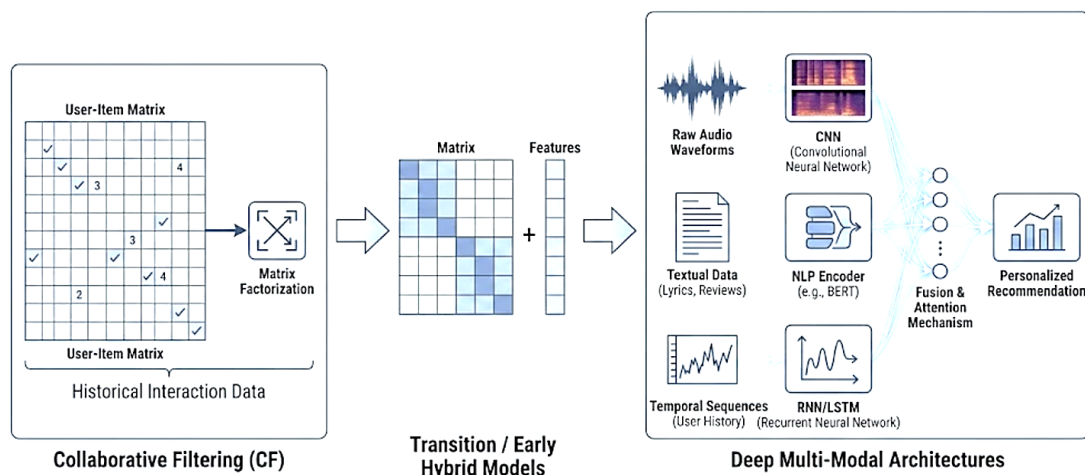 User-Item Matrix
4
3
3
4
2
User-Item Matrix
Historical Interaction Data
Matrix
Factorization
Collaborative Filtering (CF)
Matrix
Features
+
Transition / Early
Hybrid Models
Raw Audio
Waveforms
CNN
(Convolutional
Neural Network)
Textual Data
(Lyrics, Reviews)
NLP Encoder
(e.g., BERT)
Temporal Sequences
(User History)
RNN/LSTM
(Recurrent Neural Network)
Fusion &
Attention
Mechanism
Personalized
Recommendation
Deep Multi-Modal Architectures